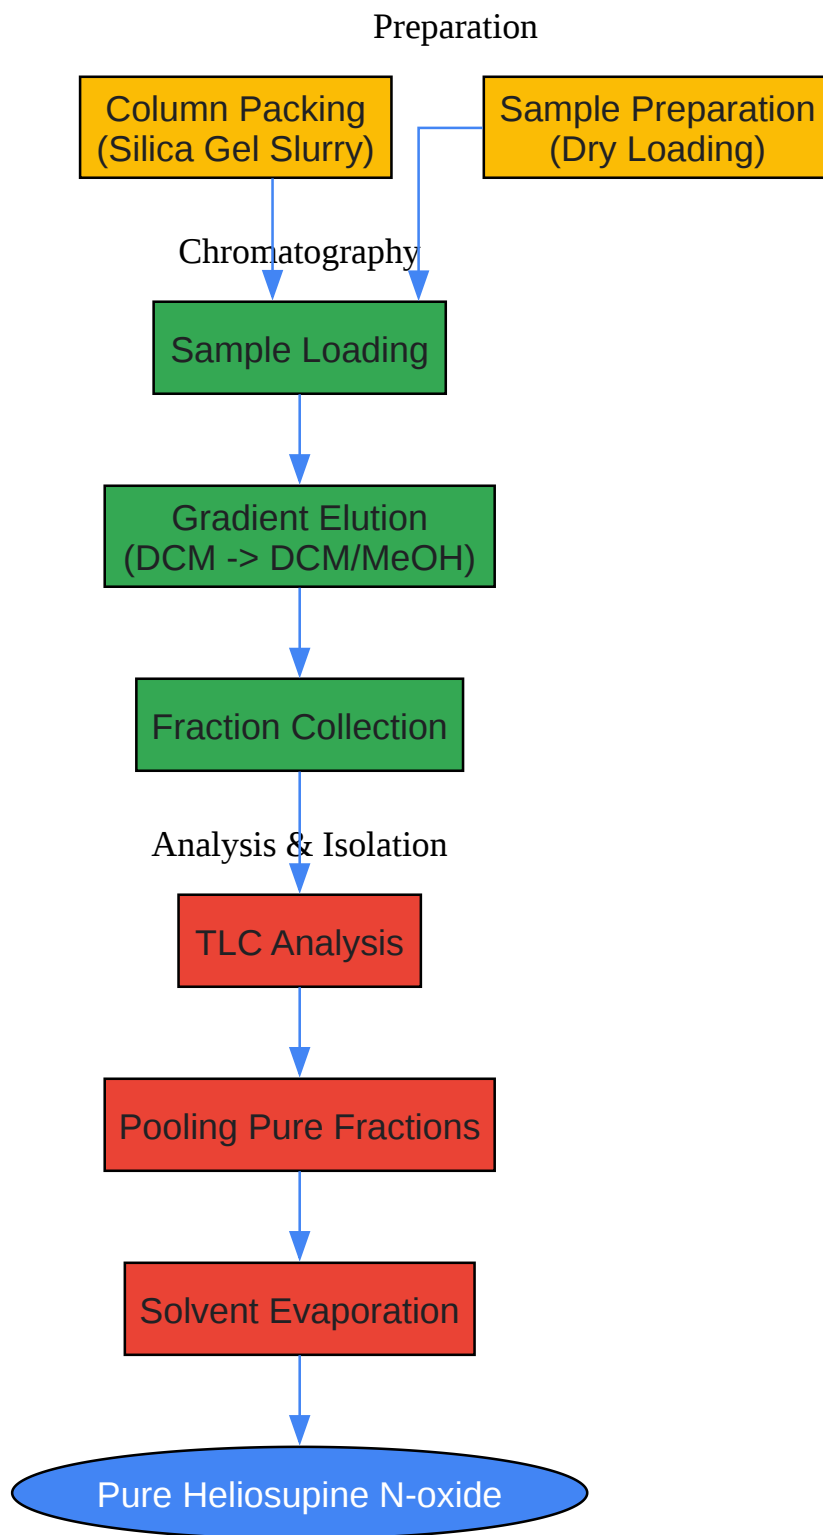 Preparation
Column Packing
(Silica Gel Slurry)
Sample Preparation
(Dry Loading)
Chromatography
Sample Loading
Gradient Elution
(DCM -> DCM/MeOH)
Fraction Collection
Analysis & Isolation
TLC Analysis
Pooling Pure Fractions
Solvent Evaporation
Pure Heliosupine N-oxide